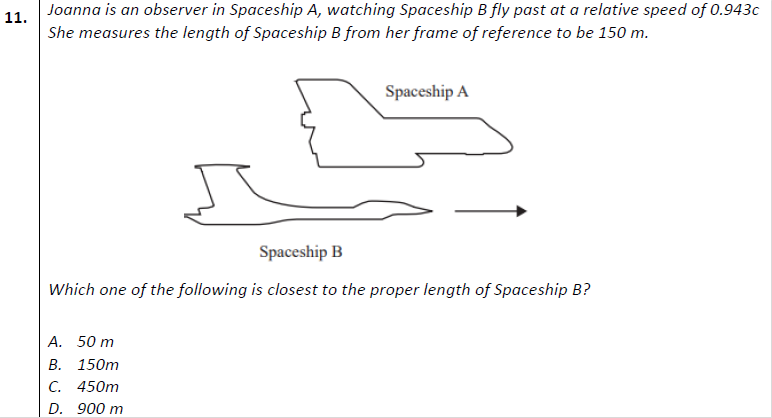 11.
Joanna is an observer in Spaceship A, watching Spaceship B fly past at a relative speed of 0.943c
She measures the length of Spaceship B from her frame of reference to be 150 m.
Spaceship A
Spaceship B
Which one of the following is closest to the proper length of Spaceship B?
A. 50 m
B. 150m
C. 450m
D. 900 m